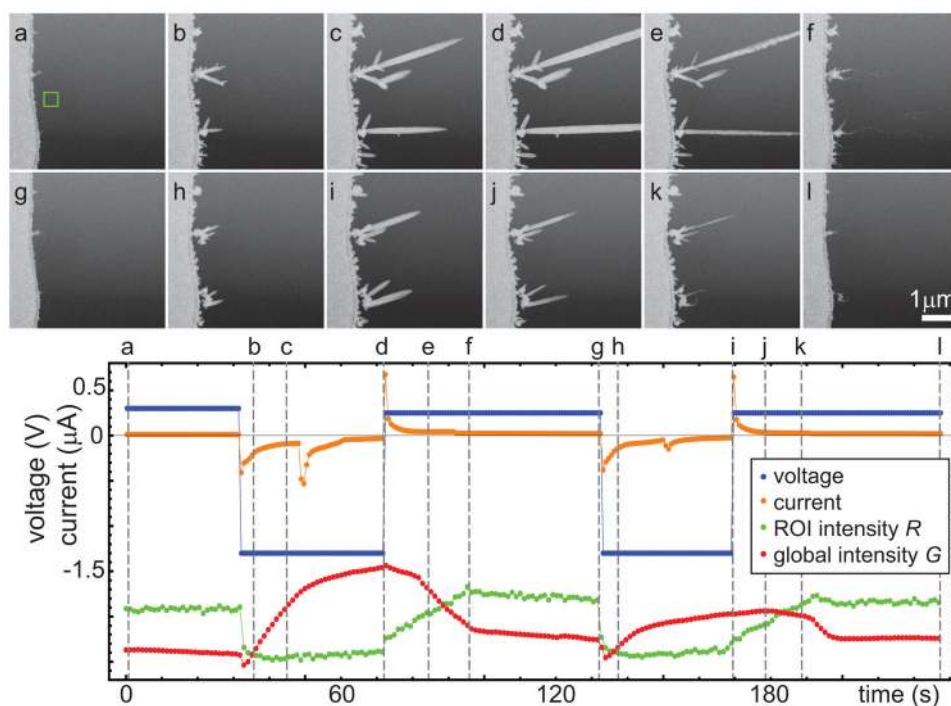 a b c d e f
g h i j k l
1μm
a b c d e f g h i j k l
0.5
0
-1.5
voltage (V)
current (μA)
voltage
current
ROI intensity R
global intensity G
0 60 120 180 time (s)